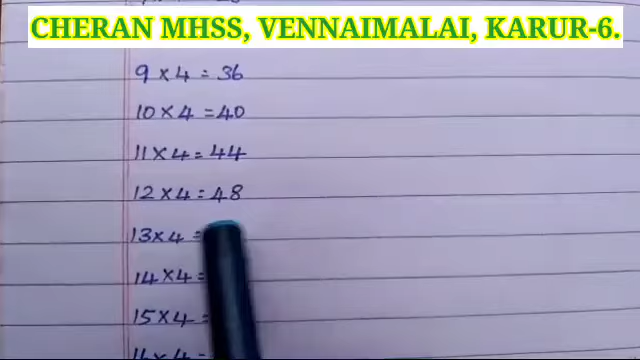 CHERAN MHSS, VENNAIMALAI, KARUR-6.
9 × 4 = 36
10 × 4 = 40
11 × 4 = 44
12 × 4 = 48
13 × 4 =
14 × 4 =
15 × 4 =